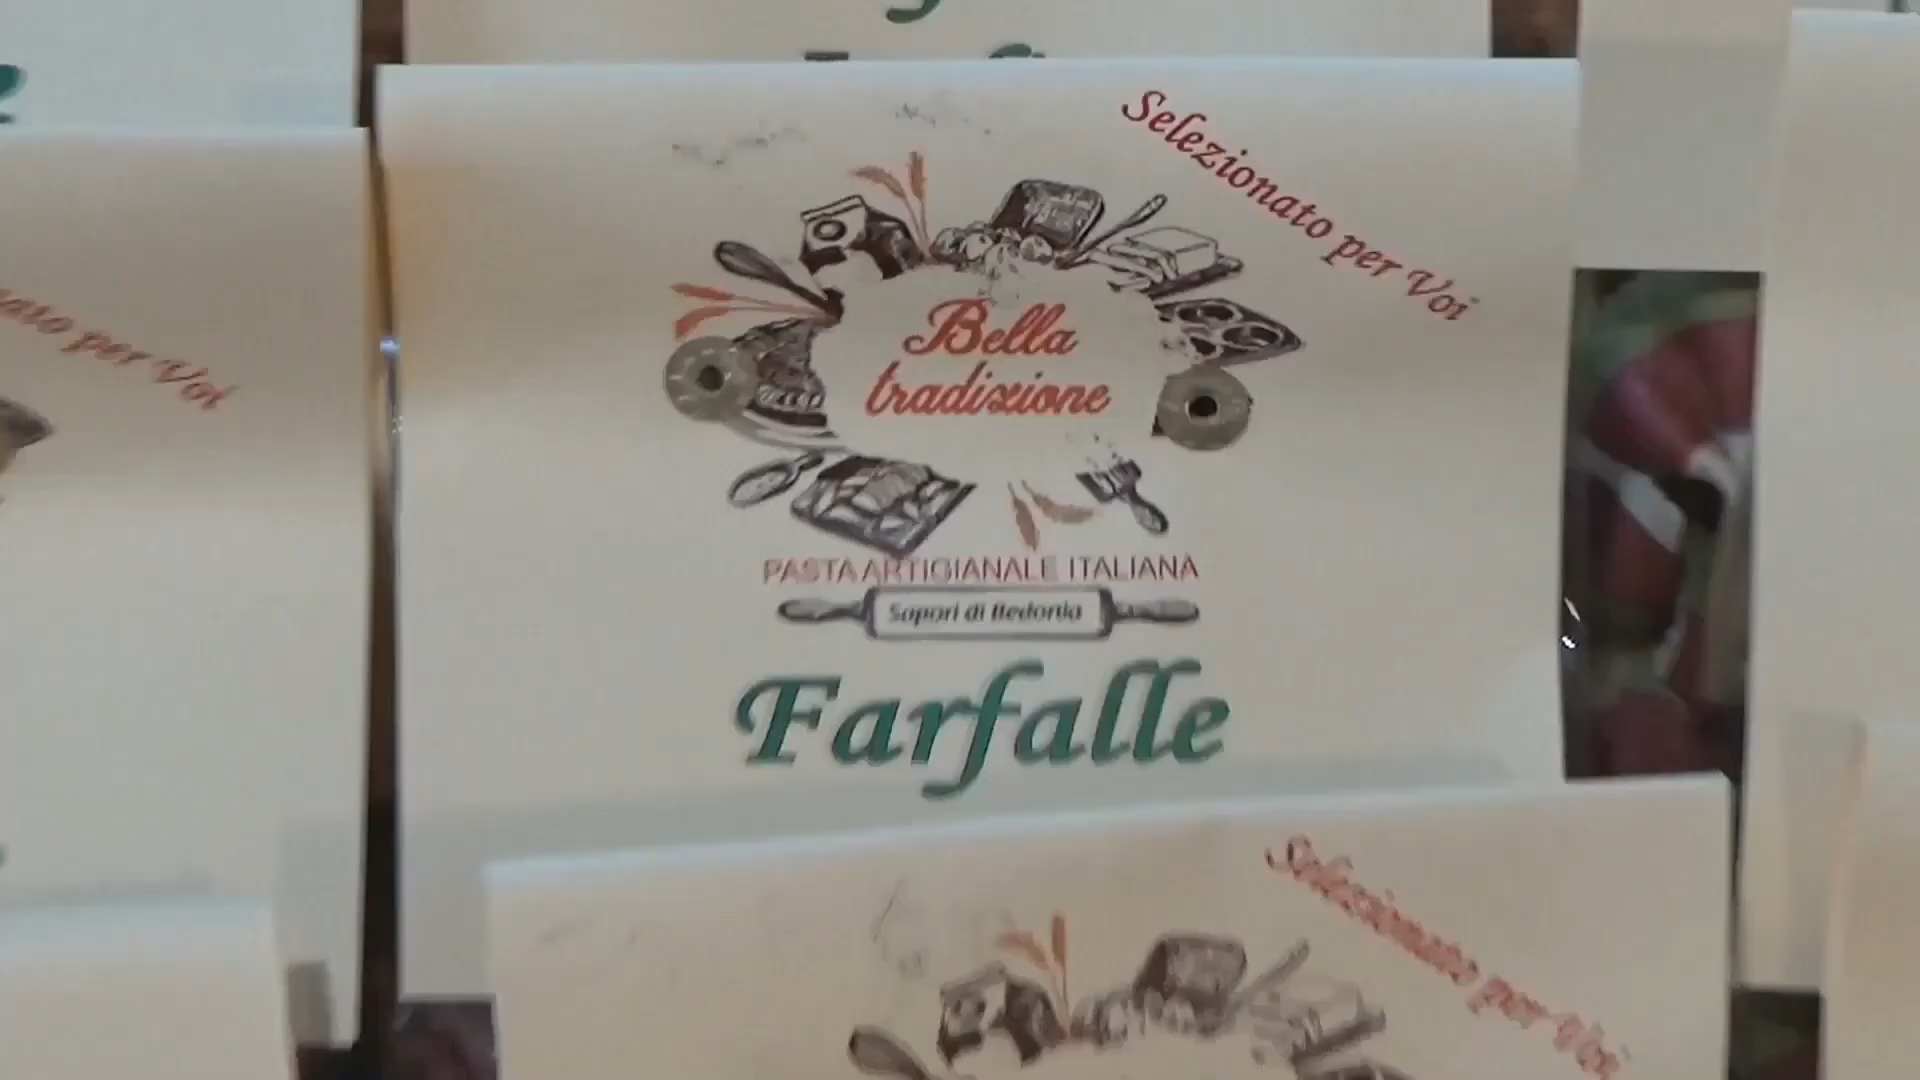 Selezionato per Voi
Bella
tradizione
PASTA ARTIGIANALE ITALIANA
Sapori di Bedonia
Farfalle
per Voi
Selezionato per Voi